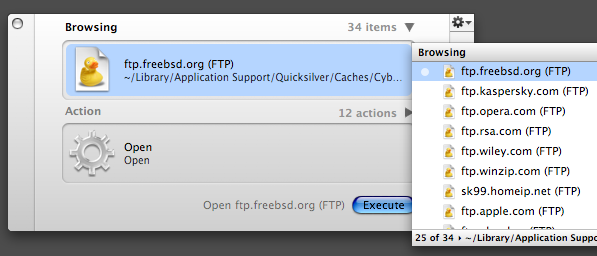 Browsing 34 items
ftp.freebsd.org (FTP)
~/Library/Application Support/Quicksilver/Caches/Cyb...
Action 12 actions
Open
Open
Open ftp.freebsd.org (FTP) Execute
Browsing
ftp.freebsd.org (FTP)
ftp.kaspersky.com (FTP)
ftp.opera.com (FTP)
ftp.rsa.com (FTP)
ftp.wiley.com (FTP)
ftp.winzip.com (FTP)
sk99.homeip.net (FTP)
ftp.apple.com (FTP)
25 of 34 ▸ ~/Library/Application Suppo